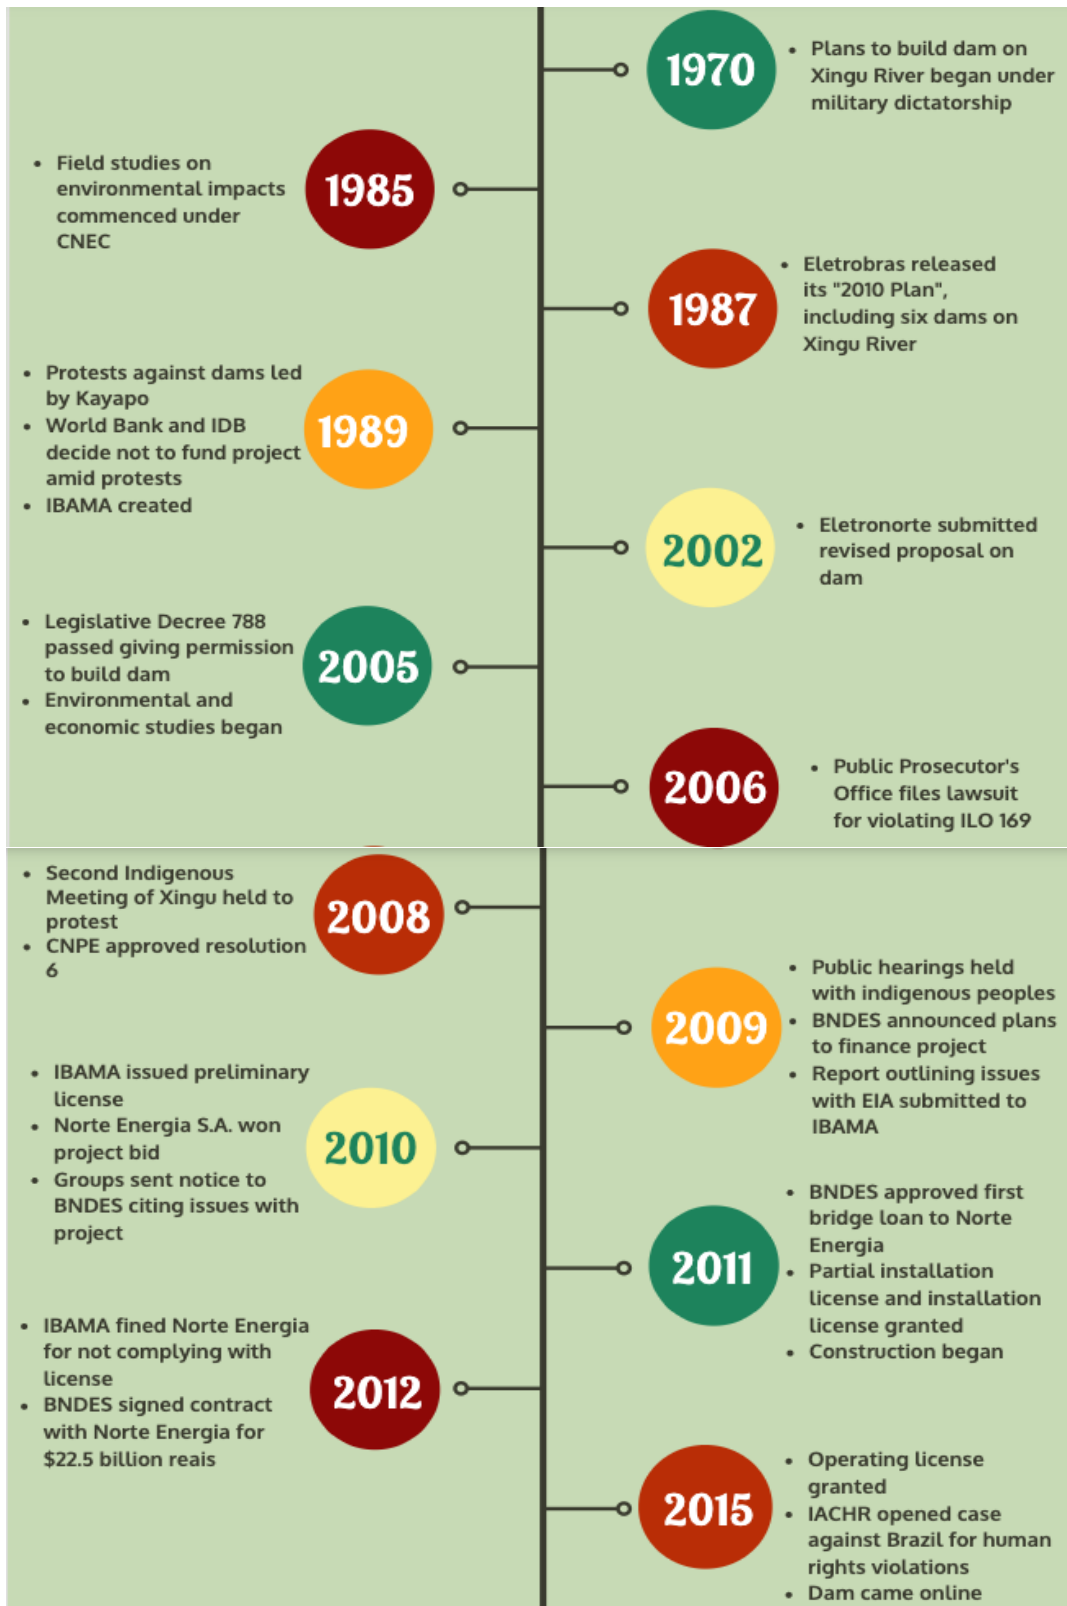 1970
• Plans to build dam on
Xingu River began under
military dictatorship
• Field studies on
environmental impacts
commenced under
CNEC
1985
1987
• Eletrobras released
its "2010 Plan",
including six dams on
Xingu River
• Protests against dams led
by Kayapo
• World Bank and IDB
decide not to fund project
amid protests
• IBAMA created
1989
2002
• Eletronorte submitted
revised proposal on
dam
• Legislative Decree 788
passed giving permission
to build dam
• Environmental and
economic studies began
2005
2006
• Public Prosecutor's
Office files lawsuit
for violating ILO 169
• Second Indigenous
Meeting of Xingu held to
protest
• CNPE approved resolution
6
2008
2009
• Public hearings held
with indigenous peoples
• BNDES announced plans
to finance project
• Report outlining issues
with EIA submitted to
IBAMA
• IBAMA issued preliminary
license
• Norte Energia S.A. won
project bid
• Groups sent notice to
BNDES citing issues with
project
2010
2011
• BNDES approved first
bridge loan to Norte
Energia
• Partial installation
license and installation
license granted
• Construction began
• IBAMA fined Norte Energia
for not complying with
license
• BNDES signed contract
with Norte Energia for
$22.5 billion reais
2012
2015
• Operating license
granted
• IACHR opened case
against Brazil for human
rights violations
• Dam came online